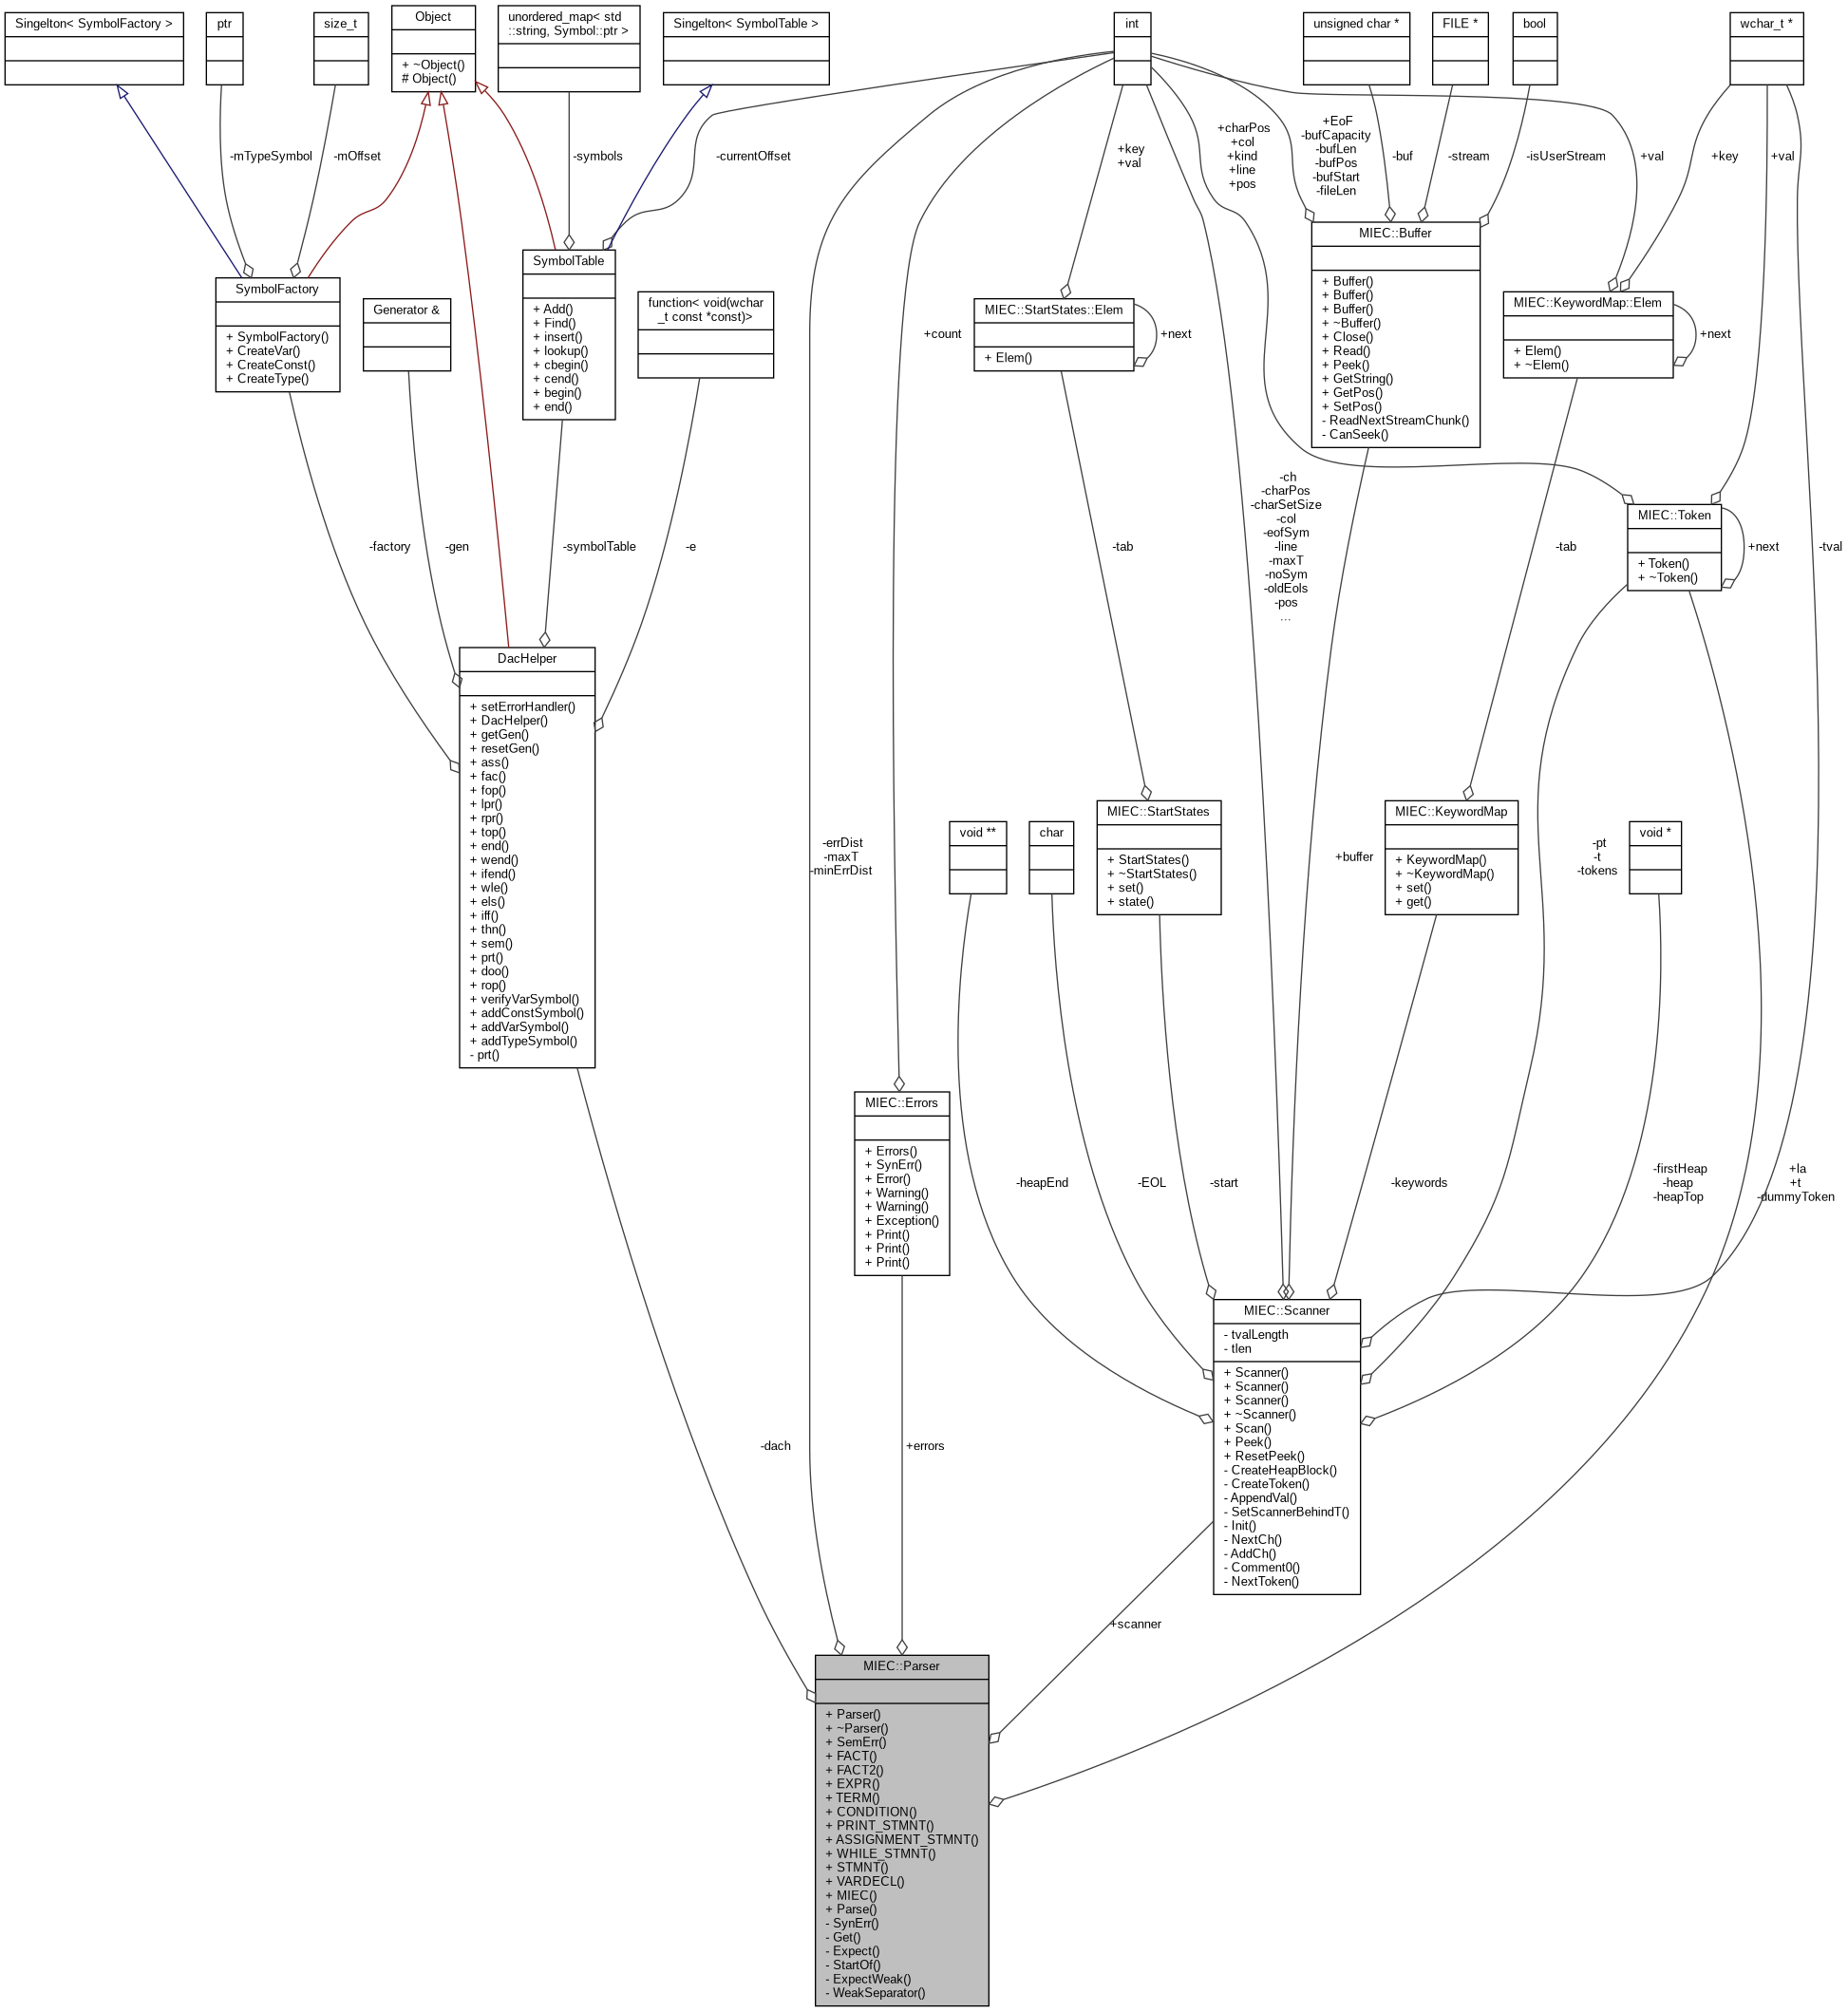 Singelton< SymbolFactory >
ptr
size_t
Object
+ ~Object()
# Object()
unordered_map< std
::string, Symbol::ptr >
Singelton< SymbolTable >
int
unsigned char *
FILE *
bool
wchar_t *
-mTypeSymbol
-mOffset
-symbols
-currentOffset
+key
+val
+charPos
+col
+kind
+line
+pos
+EoF
-bufCapacity
-bufLen
-bufPos
-bufStart
-fileLen
-buf
-stream
-isUserStream
+val
+key
+val
SymbolFactory
+ SymbolFactory()
+ CreateVar()
+ CreateConst()
+ CreateType()
Generator &
SymbolTable
+ Add()
+ Find()
+ insert()
+ lookup()
+ cbegin()
+ cend()
+ begin()
+ end()
function< void(wchar
_t const *const)>
+count
MIEC::StartStates::Elem
+ Elem()
+next
MIEC::Buffer
+ Buffer()
+ Buffer()
+ Buffer()
+ ~Buffer()
+ Close()
+ Read()
+ Peek()
+ GetString()
+ GetPos()
+ SetPos()
- ReadNextStreamChunk()
- CanSeek()
MIEC::KeywordMap::Elem
+ Elem()
+ ~Elem()
+next
-factory
-gen
-symbolTable
-e
-tab
-ch
-charPos
-charSetSize
-col
-eofSym
-line
-maxT
-noSym
-oldEols
-pos
...
-tab
MIEC::Token
+ Token()
+ ~Token()
+next
-tval
DacHelper
+ setErrorHandler()
+ DacHelper()
+ getGen()
+ resetGen()
+ ass()
+ fac()
+ fop()
+ lpr()
+ rpr()
+ top()
+ end()
+ wend()
+ ifend()
+ wle()
+ els()
+ iff()
+ thn()
+ sem()
+ prt()
+ doo()
+ rop()
+ verifyVarSymbol()
+ addConstSymbol()
+ addVarSymbol()
+ addTypeSymbol()
- prt()
-errDist
-maxT
-minErrDist
void **
char
MIEC::StartStates
+ StartStates()
+ ~StartStates()
+ set()
+ state()
+buffer
MIEC::KeywordMap
+ KeywordMap()
+ ~KeywordMap()
+ set()
+ get()
-pt
-t
-tokens
void *
MIEC::Errors
+ Errors()
+ SynErr()
+ Error()
+ Warning()
+ Warning()
+ Exception()
+ Print()
+ Print()
+ Print()
-heapEnd
-EOL
-start
-keywords
-firstHeap
-heap
-heapTop
+la
+t
-dummyToken
-dach
+errors
MIEC::Scanner
- tvalLength
- tlen
+ Scanner()
+ Scanner()
+ Scanner()
+ ~Scanner()
+ Scan()
+ Peek()
+ ResetPeek()
- CreateHeapBlock()
- CreateToken()
- AppendVal()
- SetScannerBehindT()
- Init()
- NextCh()
- AddCh()
- Comment0()
- NextToken()
+scanner
MIEC::Parser
+ Parser()
+ ~Parser()
+ SemErr()
+ FACT()
+ FACT2()
+ EXPR()
+ TERM()
+ CONDITION()
+ PRINT_STMNT()
+ ASSIGNMENT_STMNT()
+ WHILE_STMNT()
+ STMNT()
+ VARDECL()
+ MIEC()
+ Parse()
- SynErr()
- Get()
- Expect()
- StartOf()
- ExpectWeak()
- WeakSeparator()